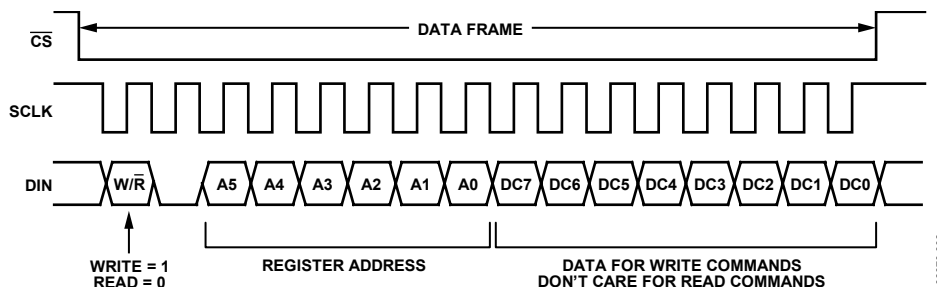 DATA FRAME
CS
SCLK
DIN
W/R A5 A4 A3 A2 A1 A0 DC7 DC6 DC5 DC4 DC3 DC2 DC1 DC0
WRITE = 1
READ = 0
REGISTER ADDRESS
DATA FOR WRITE COMMANDS
DON'T CARE FOR READ COMMANDS